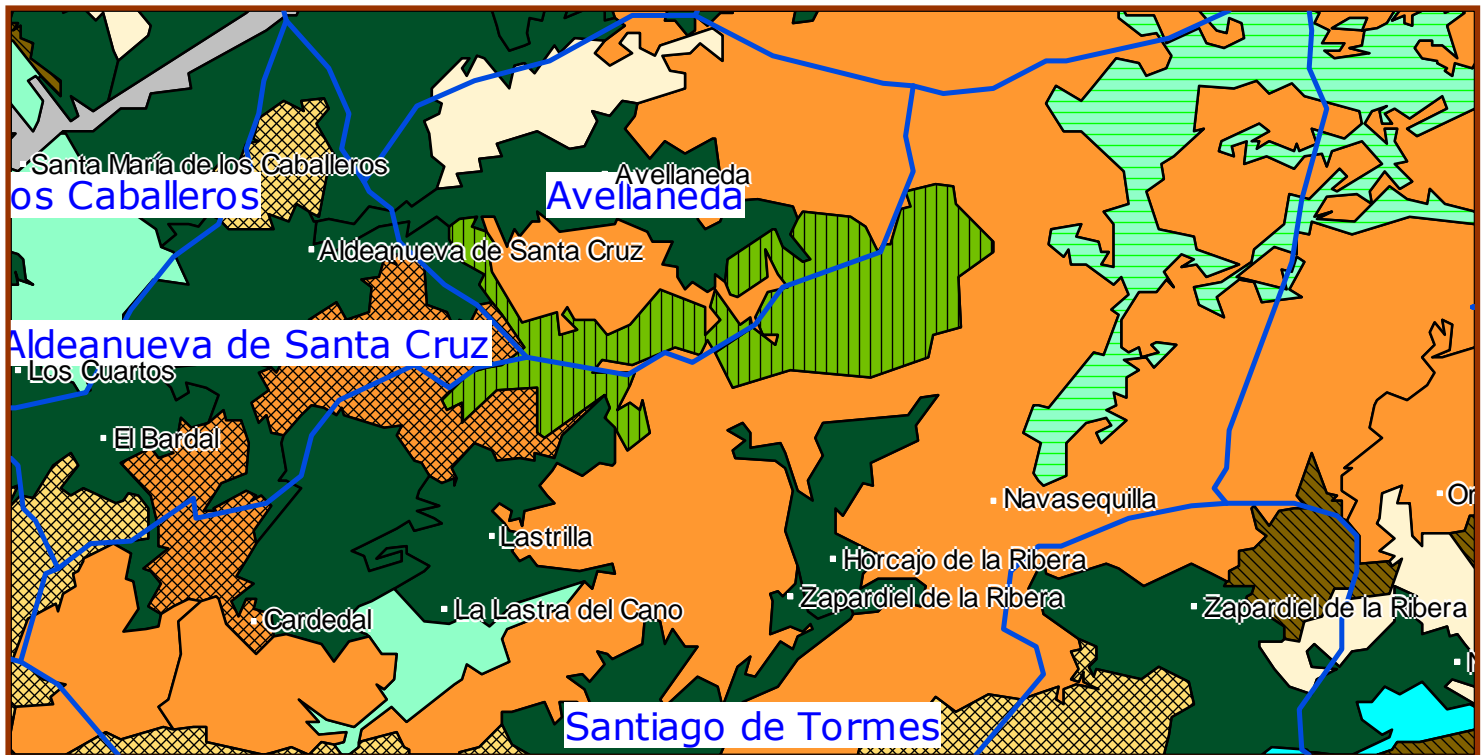 Santa María de los Caballeros
os Caballeros
Avellaneda
Avellaneda
Aldeanueva de Santa Cruz
Aldeanueva de Santa Cruz
Los Cuartos
El Bardal
Navasequilla
Or
Lastrilla
Horcajo de la Ribera
Zapardiel de la Ribera
Zapardiel de la Ribera
La Lastra del Cano
Cardedal
Santiago de Tormes